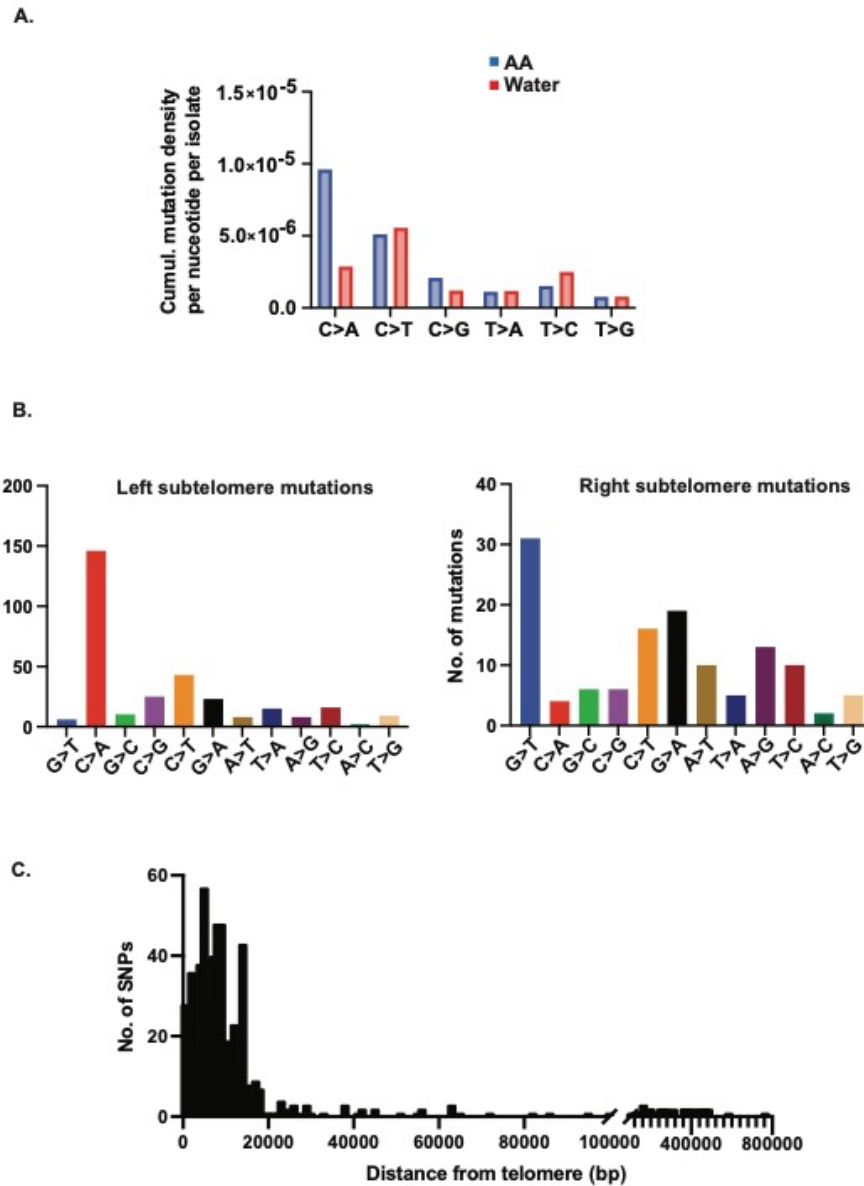 A.
AA
Water
Cumul. mutation density
per nuceotide per isolate
1.5×10-5
1.0×10-5
5.0×10-6
0.0
C>A C>T C>G T>A T>C T>G
B.
Left subtelomere mutations
200
150
100
50
0
G>T C>A G>C C>G C>T G>A A>T T>A A>G T>C A>C T>G
Right subtelomere mutations
No. of mutations
40
30
20
10
0
G>T C>A G>C C>G C>T G>A A>T T>A A>G T>C A>C T>G
C.
No. of SNPs
60
40
20
0
0 20000 40000 60000 80000 100000 400000 800000
Distance from telomere (bp)